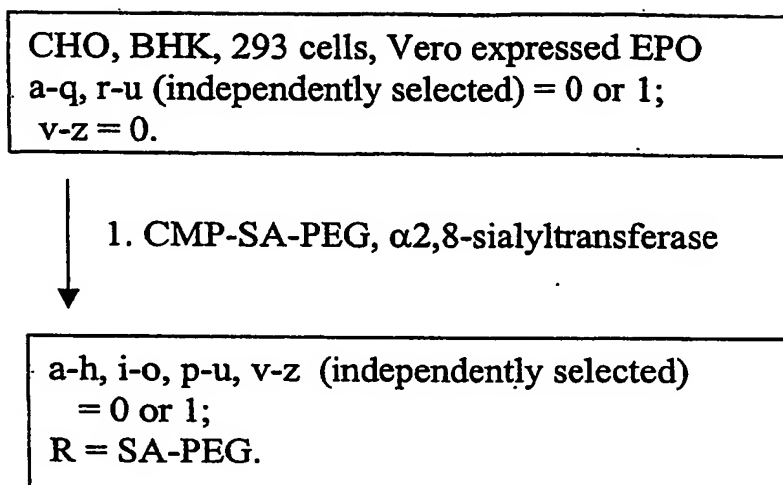 CHO, BHK, 293 cells, Vero expressed EPO
a-q, r-u (independently selected) = 0 or 1;
v-z = 0.
1. CMP-SA-PEG, α2,8-sialyltransferase
a-h, i-o, p-u, v-z (independently selected)
= 0 or 1;
R = SA-PEG.